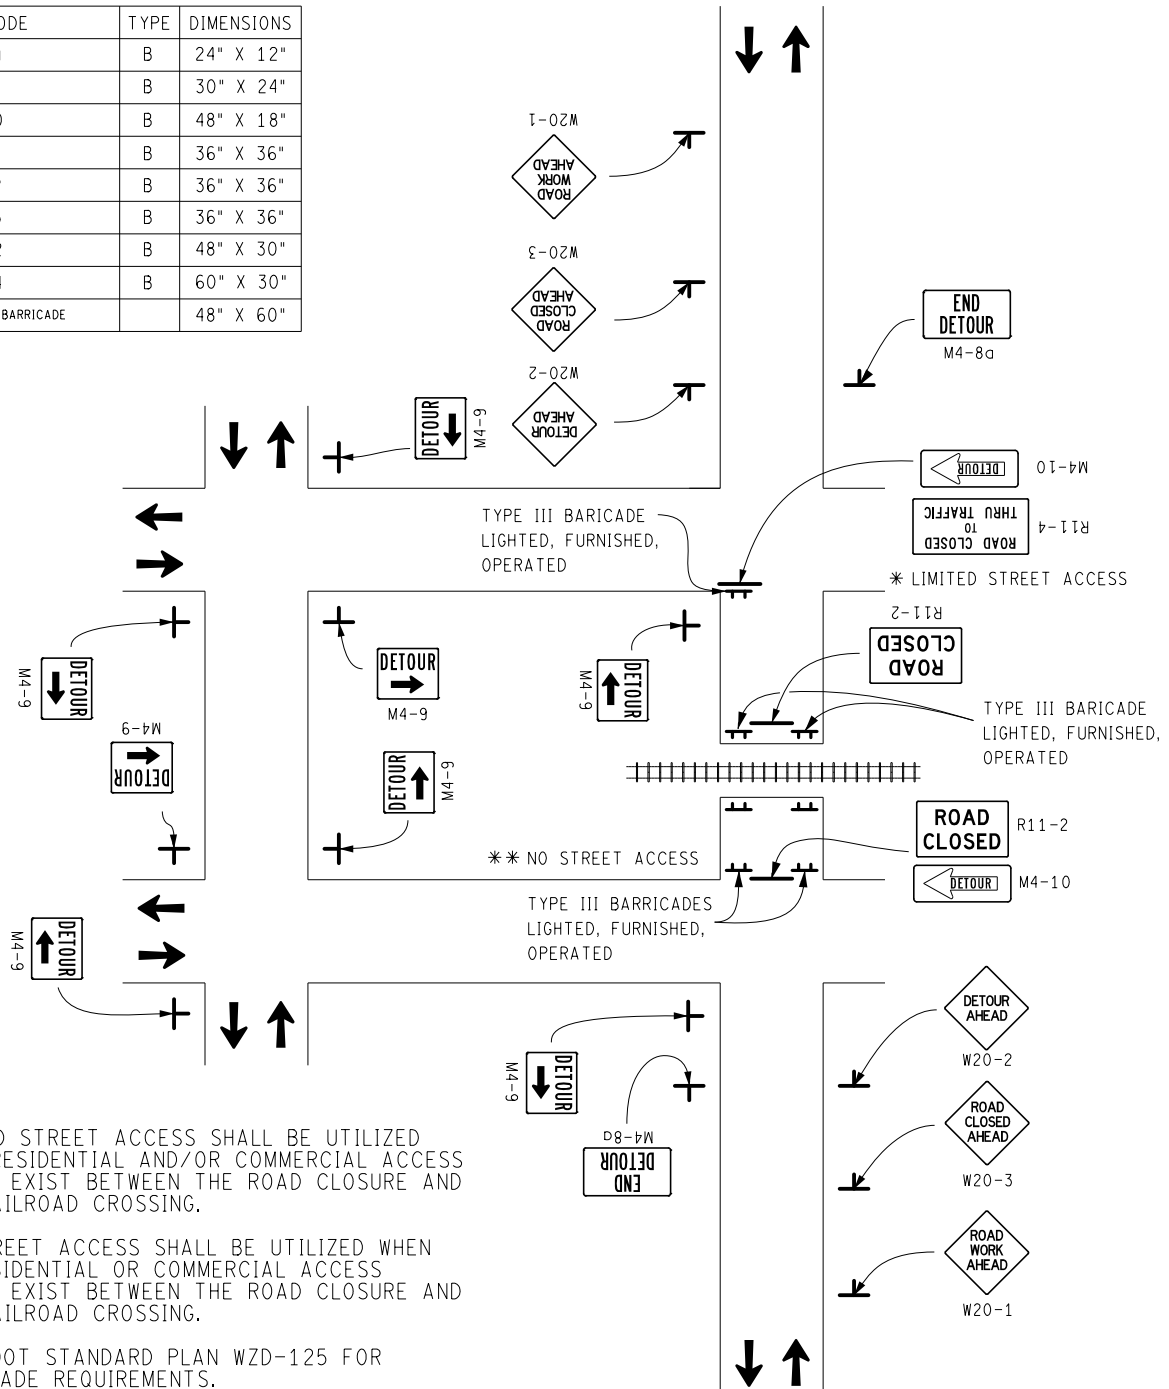 ODE TYPE DIMENSIONS
B 24" X 12"
B 30" X 24"
B 48" X 18"
B 36" X 36"
B 36" X 36"
B 36" X 36"
B 48" X 30"
B 60" X 30"
BARRICADE 48" X 60"
W20-1
ROAD
WORK
AHEAD
W20-3
ROAD
CLOSED
AHEAD
W20-2
DETOUR
AHEAD
END
DETOUR
M4-8a
DETOUR
M4-9
DETOUR
M4-10
ROAD CLOSED
TO
THRU TRAFFIC
R11-4
TYPE III BARICADE
LIGHTED, FURNISHED,
OPERATED
* LIMITED STREET ACCESS
R11-2
ROAD
CLOSED
DETOUR
M4-9
DETOUR
M4-9
DETOUR
M4-9
TYPE III BARICADE
LIGHTED, FURNISHED,
OPERATED
M4-9
DETOUR
DETOUR
M4-9
ROAD
CLOSED
R11-2
DETOUR
M4-10
** NO STREET ACCESS
TYPE III BARRICADES
LIGHTED, FURNISHED,
OPERATED
DETOUR
M4-9
DETOUR
AHEAD
W20-2
DETOUR
M4-9
ROAD
CLOSED
AHEAD
W20-3
M4-8a
END
DETOUR
ROAD
WORK
AHEAD
W20-1
D STREET ACCESS SHALL BE UTILIZED
RESIDENTIAL AND/OR COMMERCIAL ACCESS
EXIST BETWEEN THE ROAD CLOSURE AND
AILROAD CROSSING.
REET ACCESS SHALL BE UTILIZED WHEN
SIDENTIAL OR COMMERCIAL ACCESS
EXIST BETWEEN THE ROAD CLOSURE AND
AILROAD CROSSING.
DOT STANDARD PLAN WZD-125 FOR
ADE REQUIREMENTS.